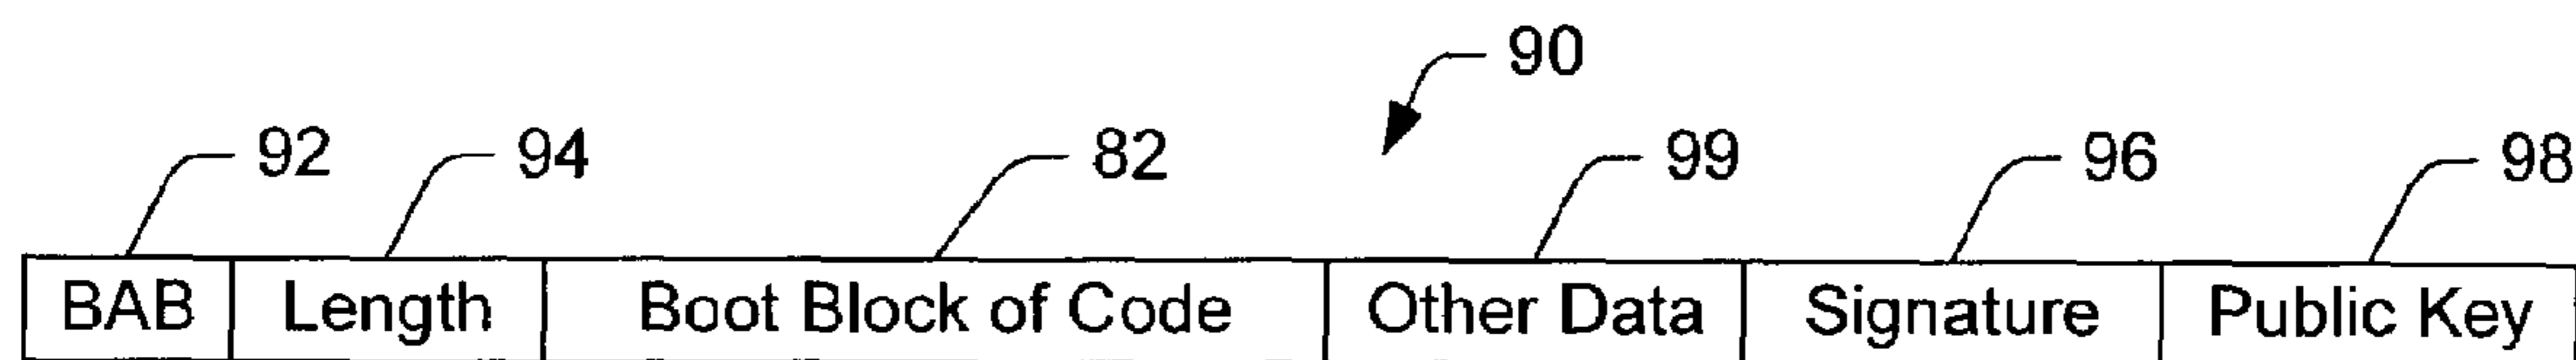 90
92 94 82 99 96 98
BAB Length Boot Block of Code Other Data Signature Public Key